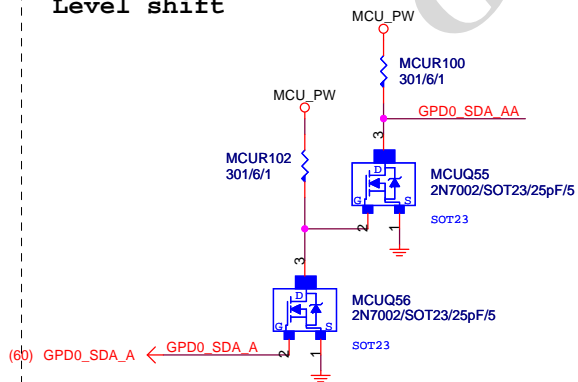 Level shift
MCU_PW
MCUR100
301/6/1
GPD0_SDA_AA
MCU_PW
3
MCUR102
301/6/1
D
G
S
MCUQ55
2N7002/SOT23/25pF/5
SOT23
2
1
3
D
G
S
MCUQ56
2N7002/SOT23/25pF/5
SOT23
(60) GPD0_SDA_A
GPD0_SDA_A
2
1